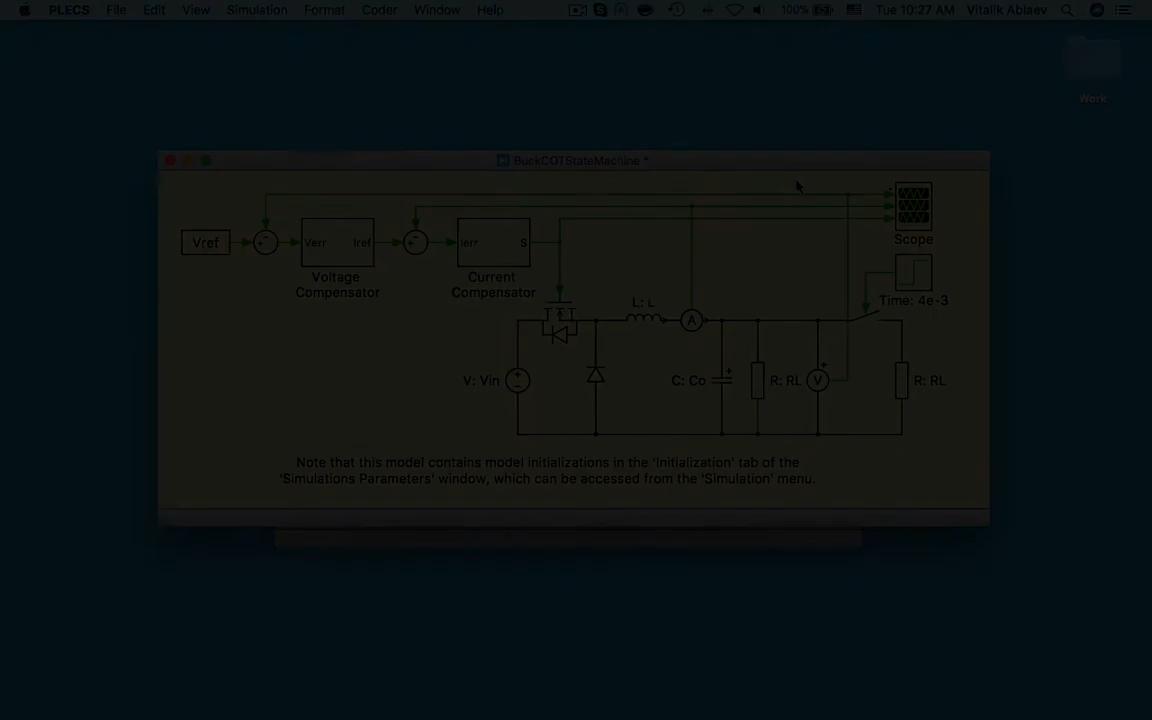 PLECS File Edit View Simulation Format Coder Window Help 100% Tue 10:27 AM Vitalik Ablaev
Work
BuckCOTStateMachine *
Vref
+
-
Verr Iref
+
-
Ierr S
Scope
Voltage
Compensator
Current
Compensator
Time: 4e-3
L: L
A
V: Vin
C: Co
R: RL
V
R: RL
Note that this model contains model initializations in the 'Initialization' tab of the
'Simulations Parameters' window, which can be accessed from the 'Simulation' menu.